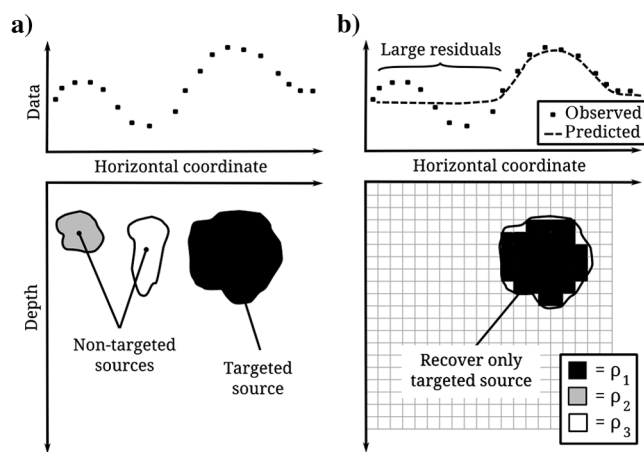 a)
Data
Horizontal coordinate
Depth
Non-targeted
sources
Targeted
source
b)
Large residuals
Observed
Predicted
Horizontal coordinate
Recover only
targeted source
= ρ1
= ρ2
= ρ3